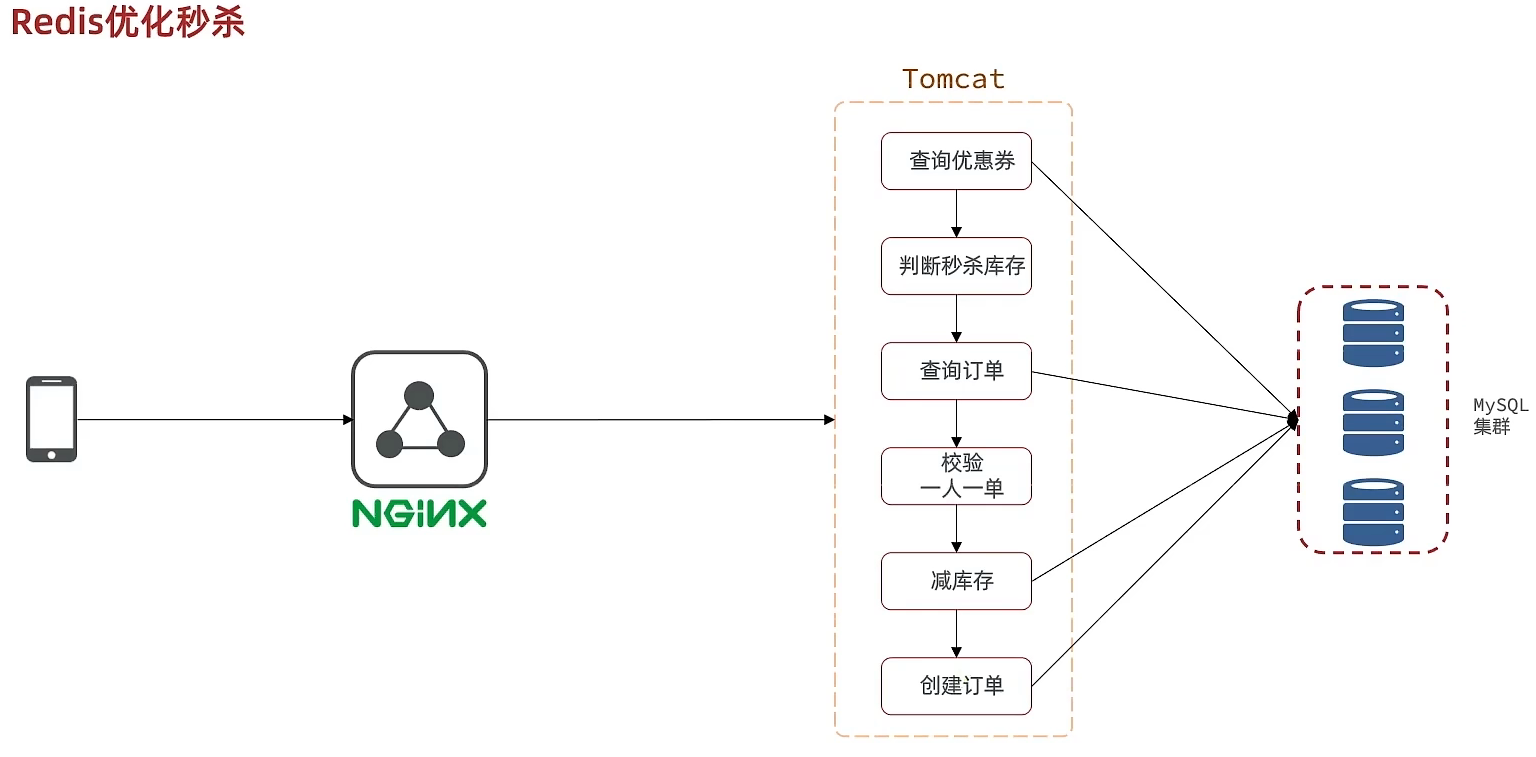 Redis优化秒杀
Tomcat
查询优惠券
判断秒杀库存
查询订单
校验
一人一单
减库存
创建订单
NGiNX
MySQL
集群